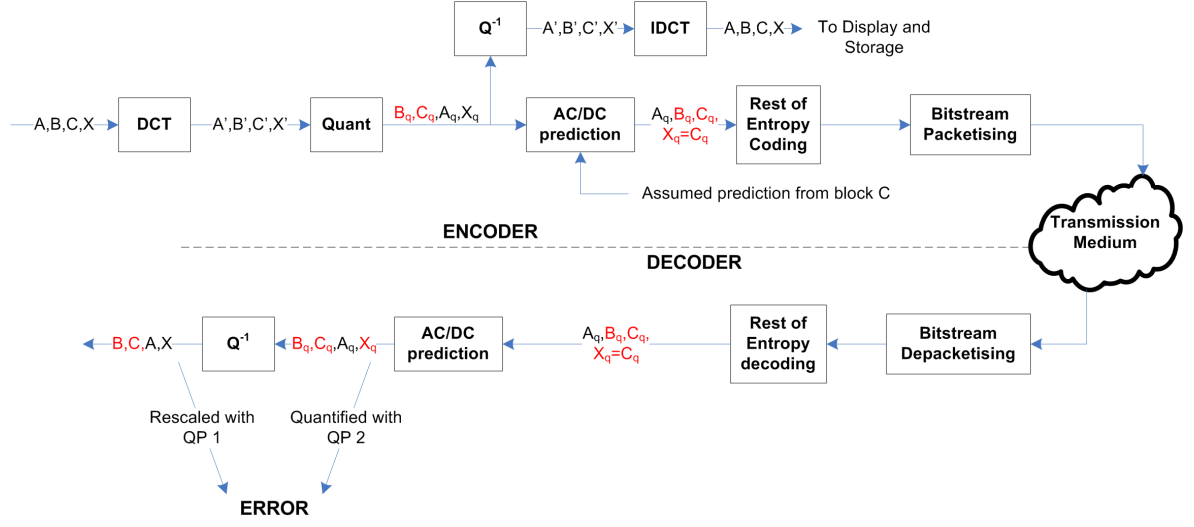 Q⁻¹
A',B',C',X'
IDCT
A,B,C,X
To Display and
Storage
A,B,C,X
DCT
A',B',C',X'
Quant
Bq,Cq,Aq,Xq
AC/DC
prediction
Aq,Bq,Cq,
Xq=Cq
Rest of
Entropy
Coding
Bitstream
Packetising
Assumed prediction from block C
Transmission
Medium
ENCODER
DECODER
B,C,A,X
Q⁻¹
Bq,Cq,Aq,Xq
AC/DC
prediction
Aq,Bq,Cq,
Xq=Cq
Rest of
Entropy
decoding
Bitstream
Depacketising
Rescaled with
QP 1
Quantified with
QP 2
ERROR